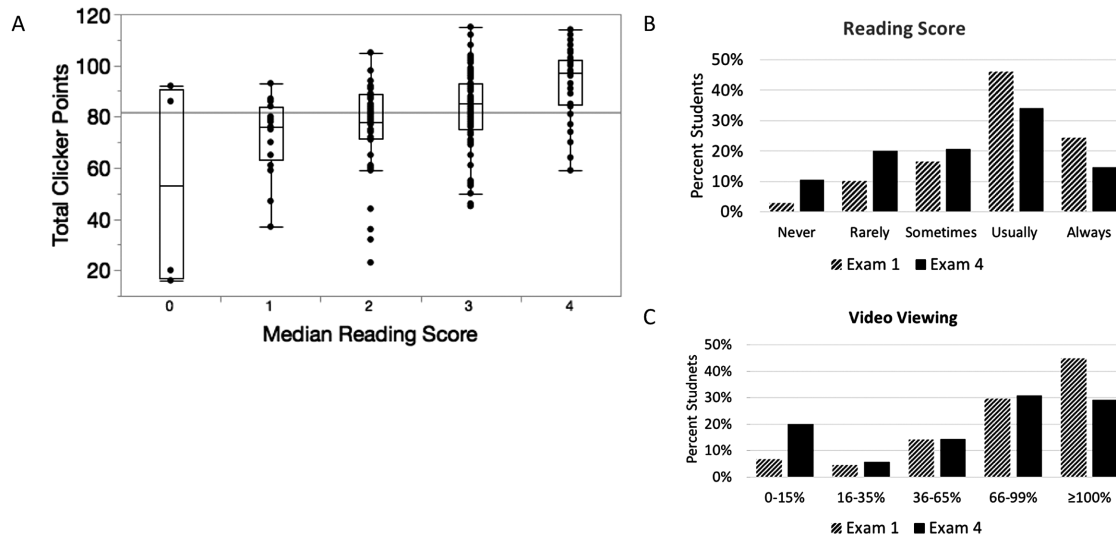 A
120
100
80
60
40
20
Total Clicker Points
0 1 2 3 4
Median Reading Score
B
Reading Score
50%
40%
30%
20%
10%
0%
Percent Students
Never Rarely Sometimes Usually Always
Exam 1 Exam 4
C
Video Viewing
50%
40%
30%
20%
10%
0%
Percent Studnets
0-15% 16-35% 36-65% 66-99% ≥100%
Exam 1 Exam 4